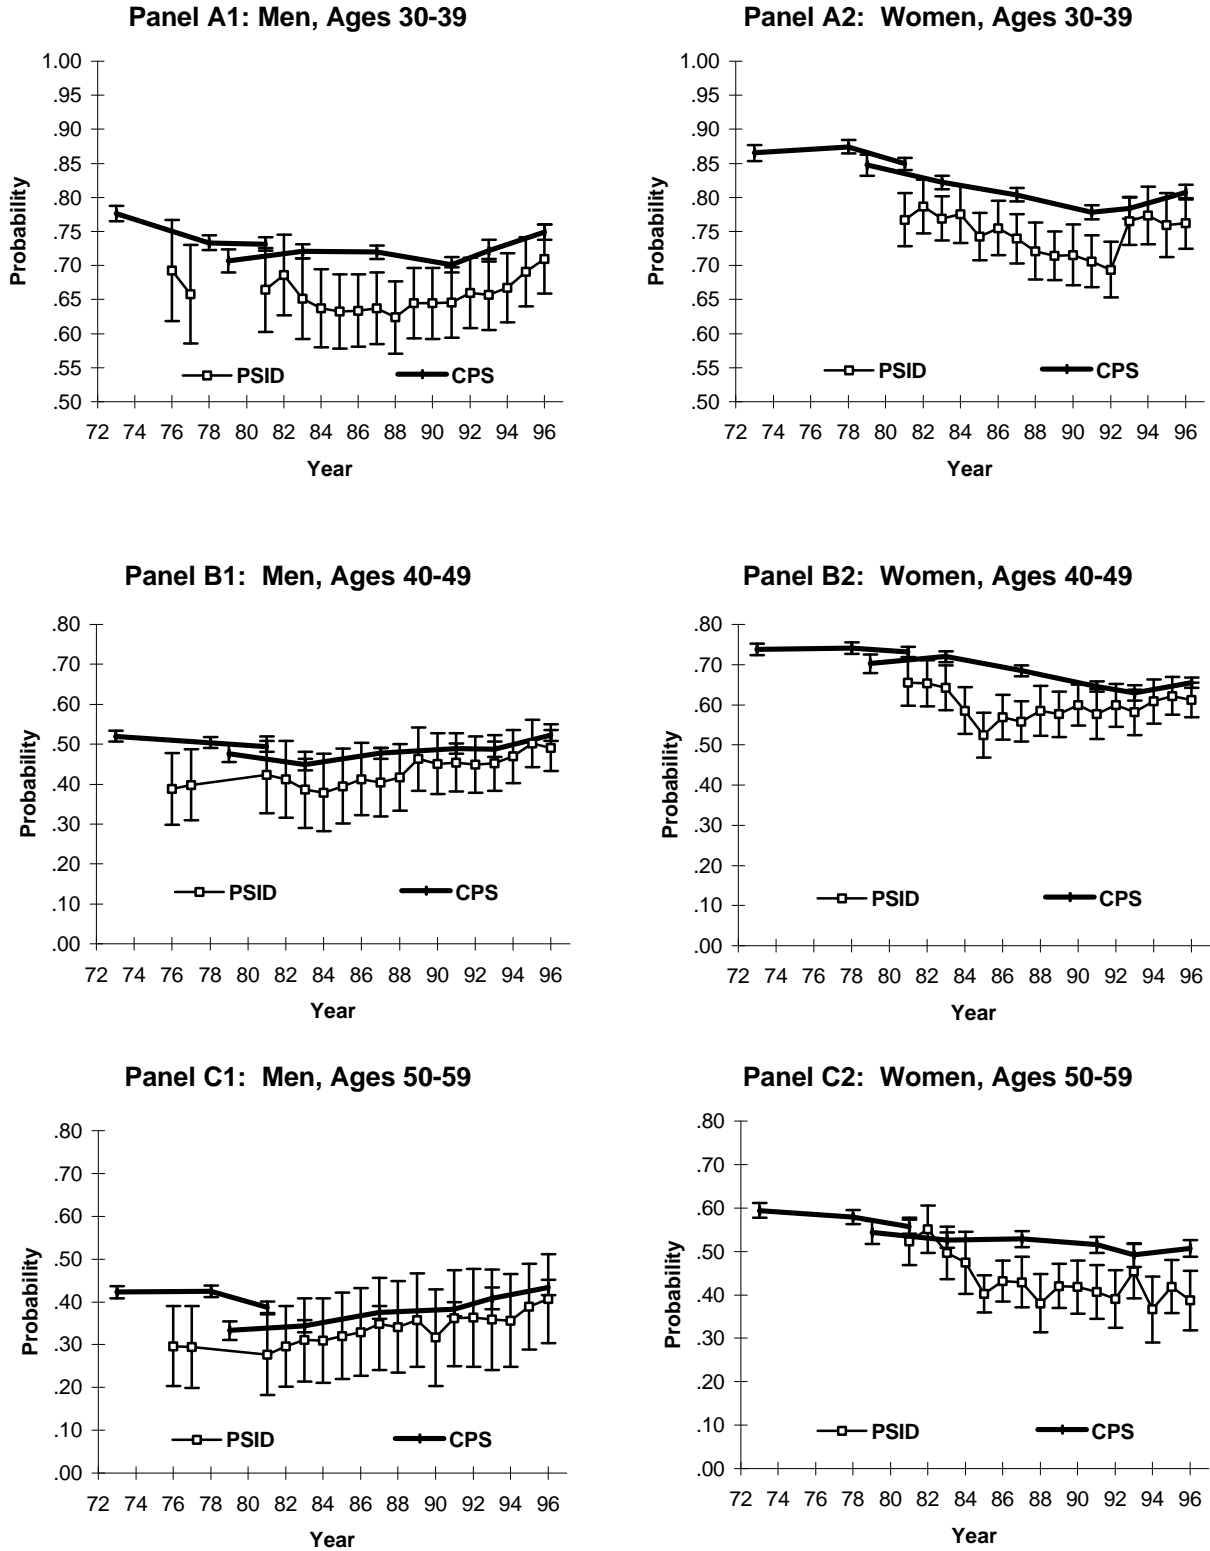 Panel A1: Men, Ages 30-39
1.00
.95
.90
.85
.80
.75
.70
.65
.60
.55
.50
Probability
PSID
CPS
72 74 76 78 80 82 84 86 88 90 92 94 96
Year
Panel A2: Women, Ages 30-39
1.00
.95
.90
.85
.80
.75
.70
.65
.60
.55
.50
Probability
PSID
CPS
72 74 76 78 80 82 84 86 88 90 92 94 96
Year
Panel B1: Men, Ages 40-49
.80
.70
.60
.50
.40
.30
.20
.10
.00
Probability
PSID
CPS
72 74 76 78 80 82 84 86 88 90 92 94 96
Year
Panel B2: Women, Ages 40-49
.80
.70
.60
.50
.40
.30
.20
.10
.00
Probability
PSID
CPS
72 74 76 78 80 82 84 86 88 90 92 94 96
Year
Panel C1: Men, Ages 50-59
.80
.70
.60
.50
.40
.30
.20
.10
.00
Probability
PSID
CPS
72 74 76 78 80 82 84 86 88 90 92 94 96
Year
Panel C2: Women, Ages 50-59
.80
.70
.60
.50
.40
.30
.20
.10
.00
Probability
PSID
CPS
72 74 76 78 80 82 84 86 88 90 92 94 96
Year